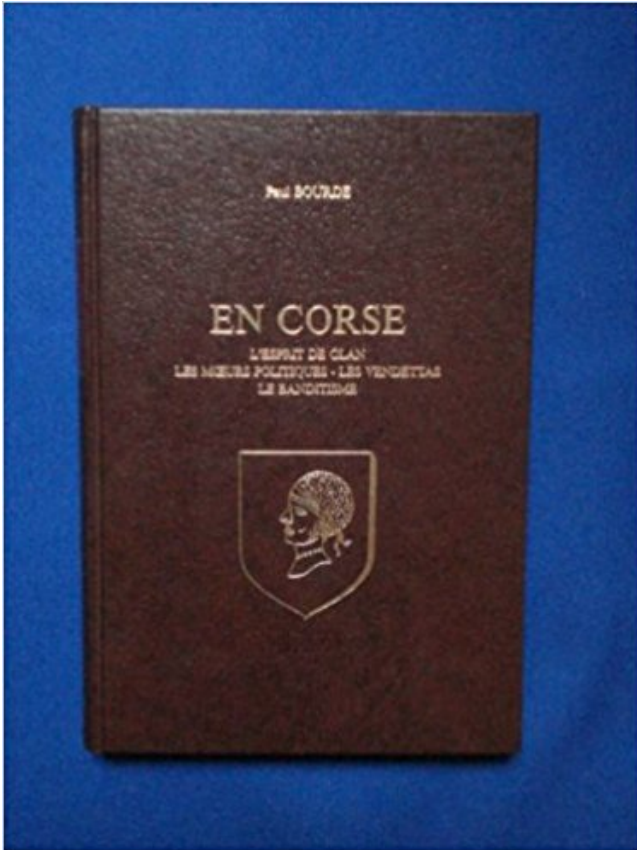 Paul BOURDE
EN CORSE
L'ESPRIT DE CLAN
LES MŒURS POLITIQUES - LES VENDETTAS
LE BANDITISME